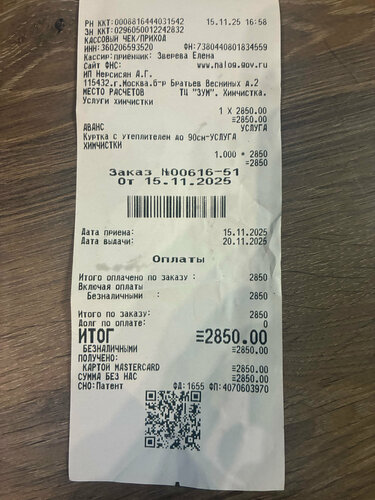 РН ККТ:0008816444031542 15.11.25 16:58
ЗН ККТ:0296050012242832
КАССОВЫЙ ЧЕК/ПРИХОД
ИНН:360206593520 ФН:7380440801834559
Кассир:приемщик: Зверева Елена
Сайт ФНС: www.nalog.gov.ru
ИП Нерсисян А.Г.
115432.г.Москва.б-р Братьев Весниных д.2
МЕСТО РАСЧЕТОВ ТЦ "ЗУМ". Химчистка.
Услуги химчистки
1 X 2850.00
=2850.00
АВАНС УСЛУГА
Куртка с утеплителем до 90см-УСЛУГА
ХИМЧИСТКИ
1.000 * 2850
=2850
Заказ №00616-51
От 15.11.2025
Дата приема: 15.11.2025
Дата выдачи: 20.11.2025
Оплаты
Итого оплачено по заказу : 2850
Включая оплаты
Безналичными : 2850
Итого по заказу: 2850
Долг по оплате: 0
ИТОГ =2850.00
БЕЗНАЛИЧНЫМИ =2850.00
ПОЛУЧЕНО:
КАРТОЙ MASTERCARD =2850.00
СУММА БЕЗ НДС =2850.00
СНО:Патент ФД:1655 ФП:4070603970